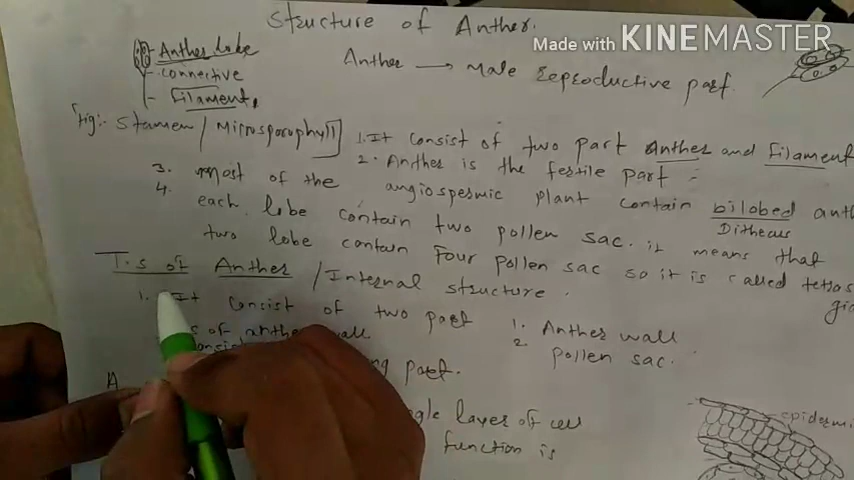 Structure of Anther.
Made with KINEMASTER
Anther lobe
connective
Filament.
Anther → Male Reproductive part.
Fig:- Stamen / Microsporophyll
1. It consist of two part Anther and Filament
2. Anther is the fertile part
3. most of the angiospermic plant contain bilobed anth
Dithecus
4. each lobe contain two pollen sac. it means that
two lobe contain Four pollen sac so it is called tetras
T.s of Anther / Internal structure.
1. It consist of two part
1. Anther wall
2. pollen sac.
of anther wall
part.
layer of cell
function is
epidermi